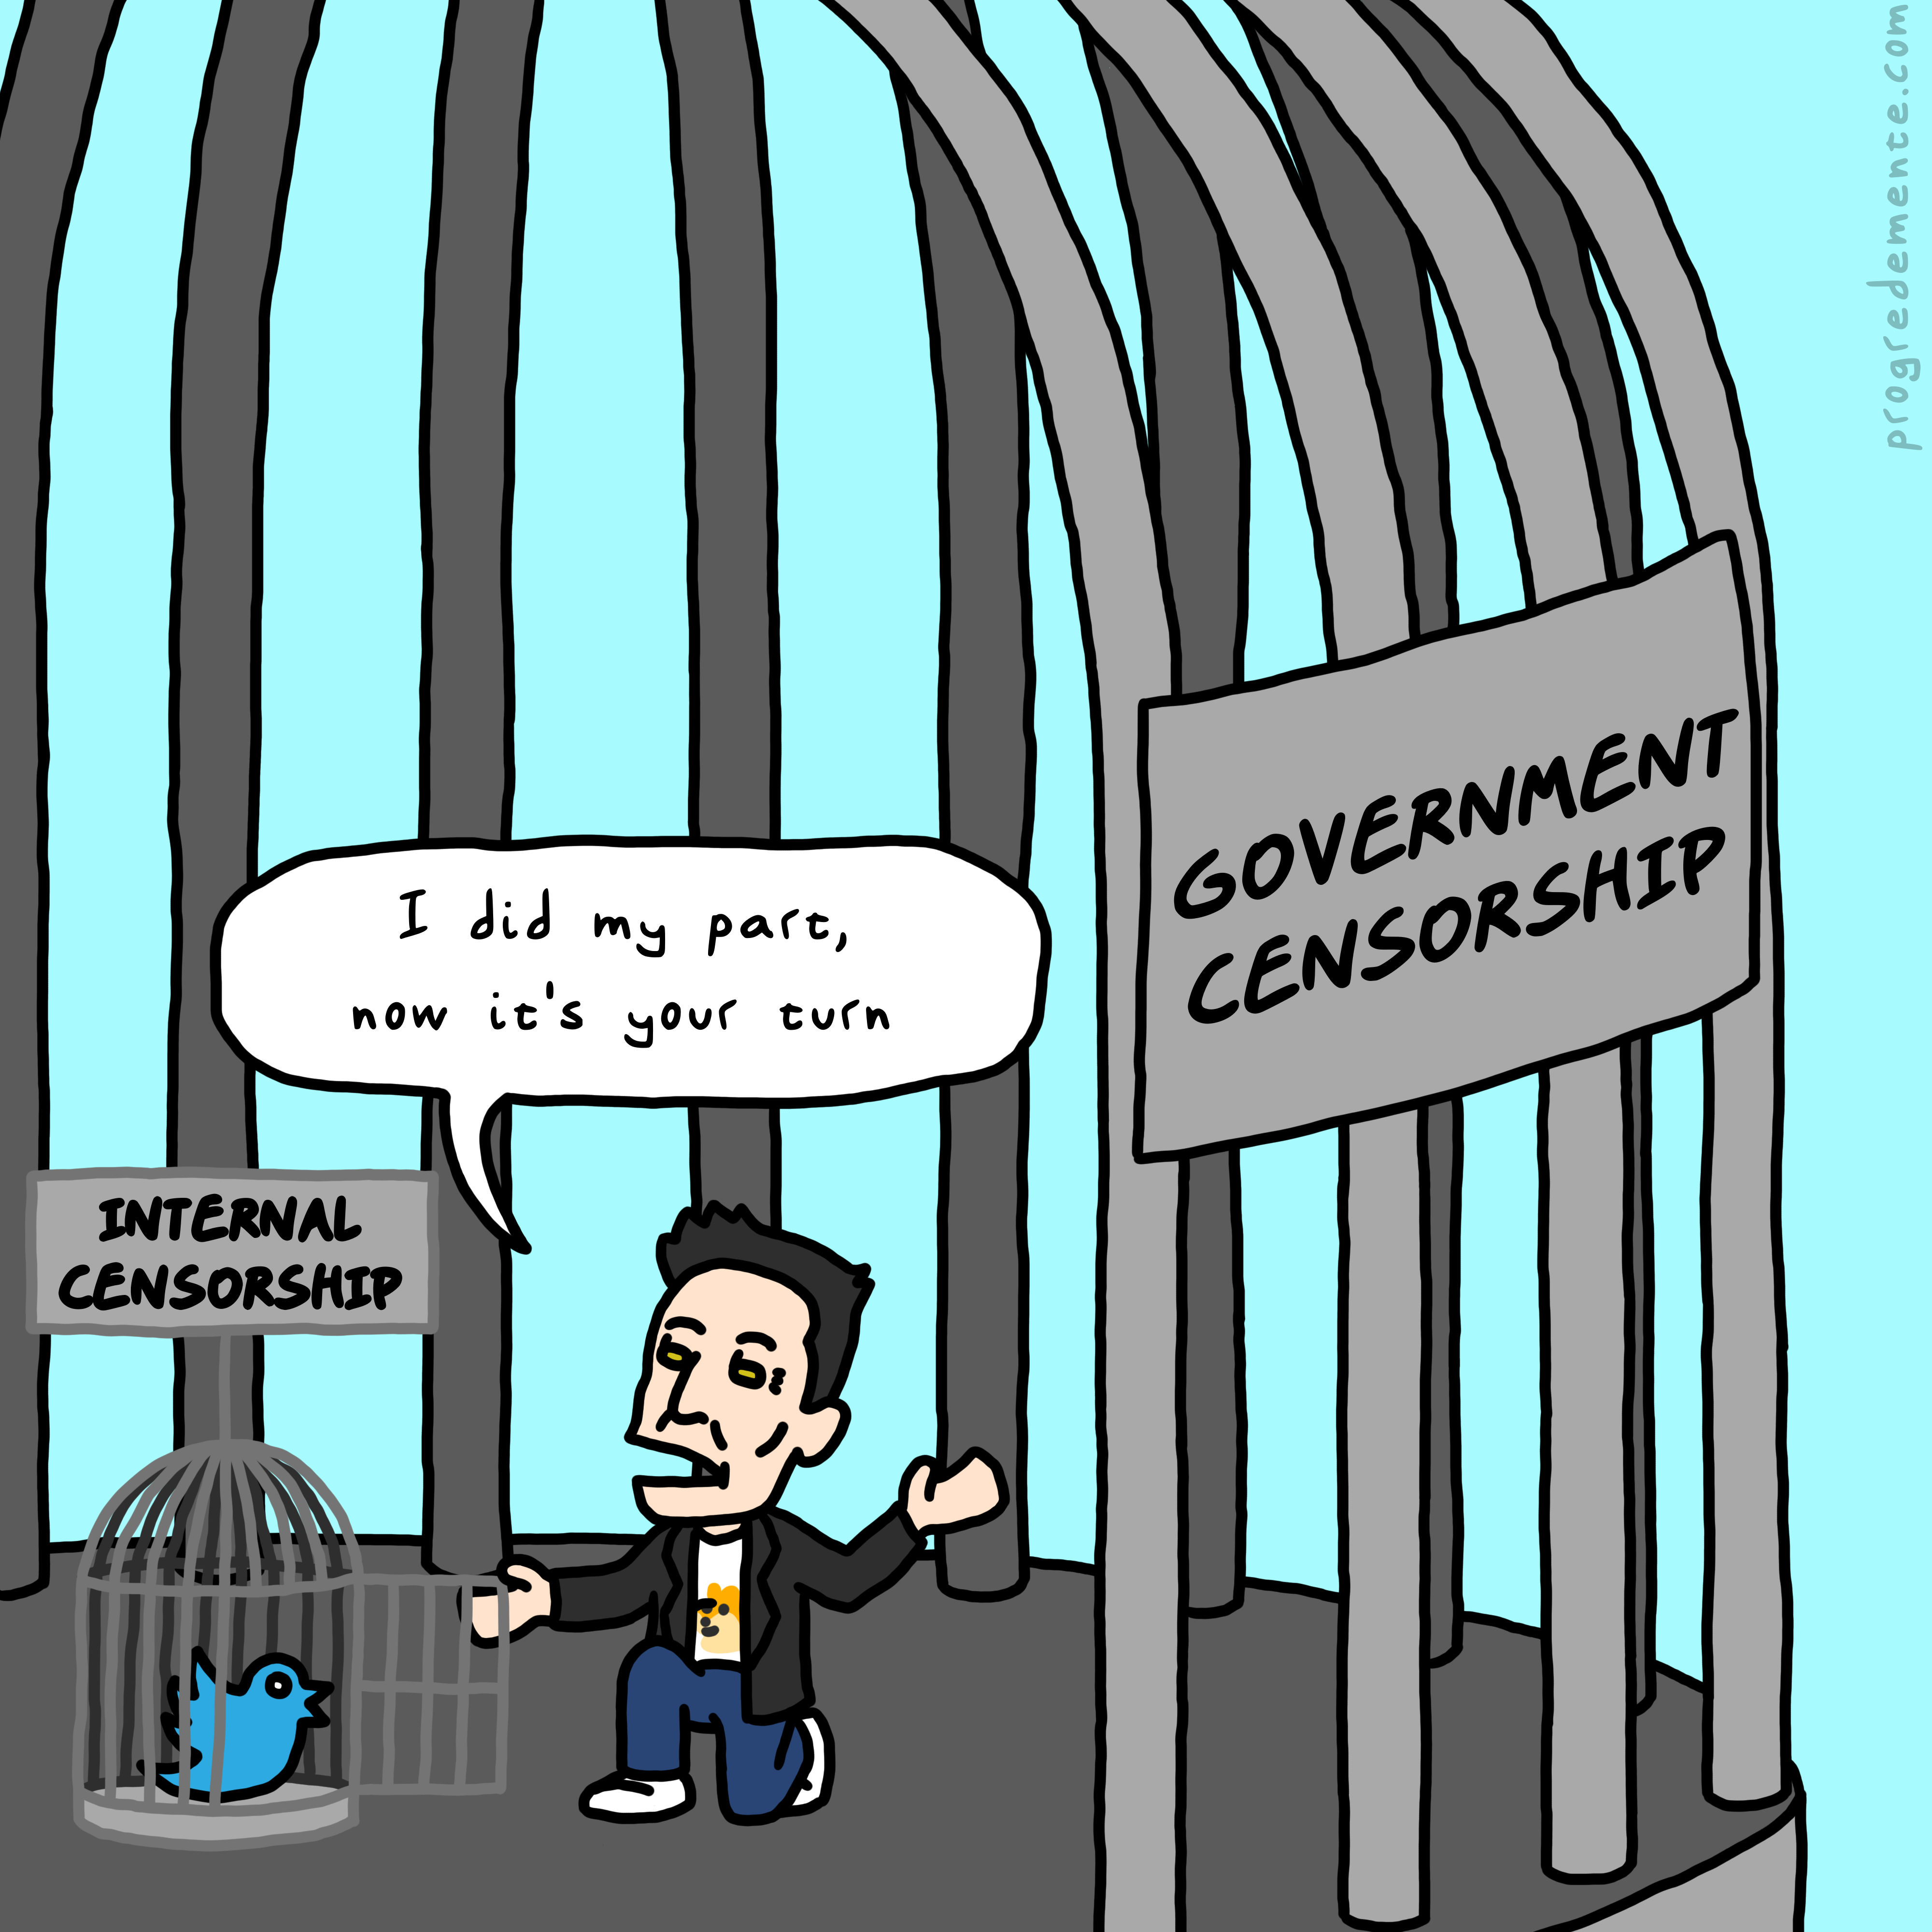 progredemente.com
GOVERNMENT
CENSORSHIP
I did my part,
now it's your turn
INTERNAL
CENSORSHIP